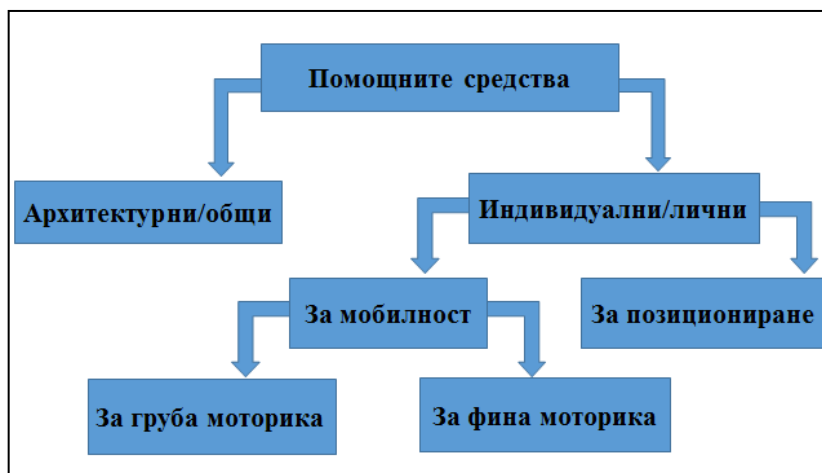 Помощните средства
Архитектурни/общи
Индивидуални/лични
За мобилност
За позициониране
За груба моторика
За фина моторика